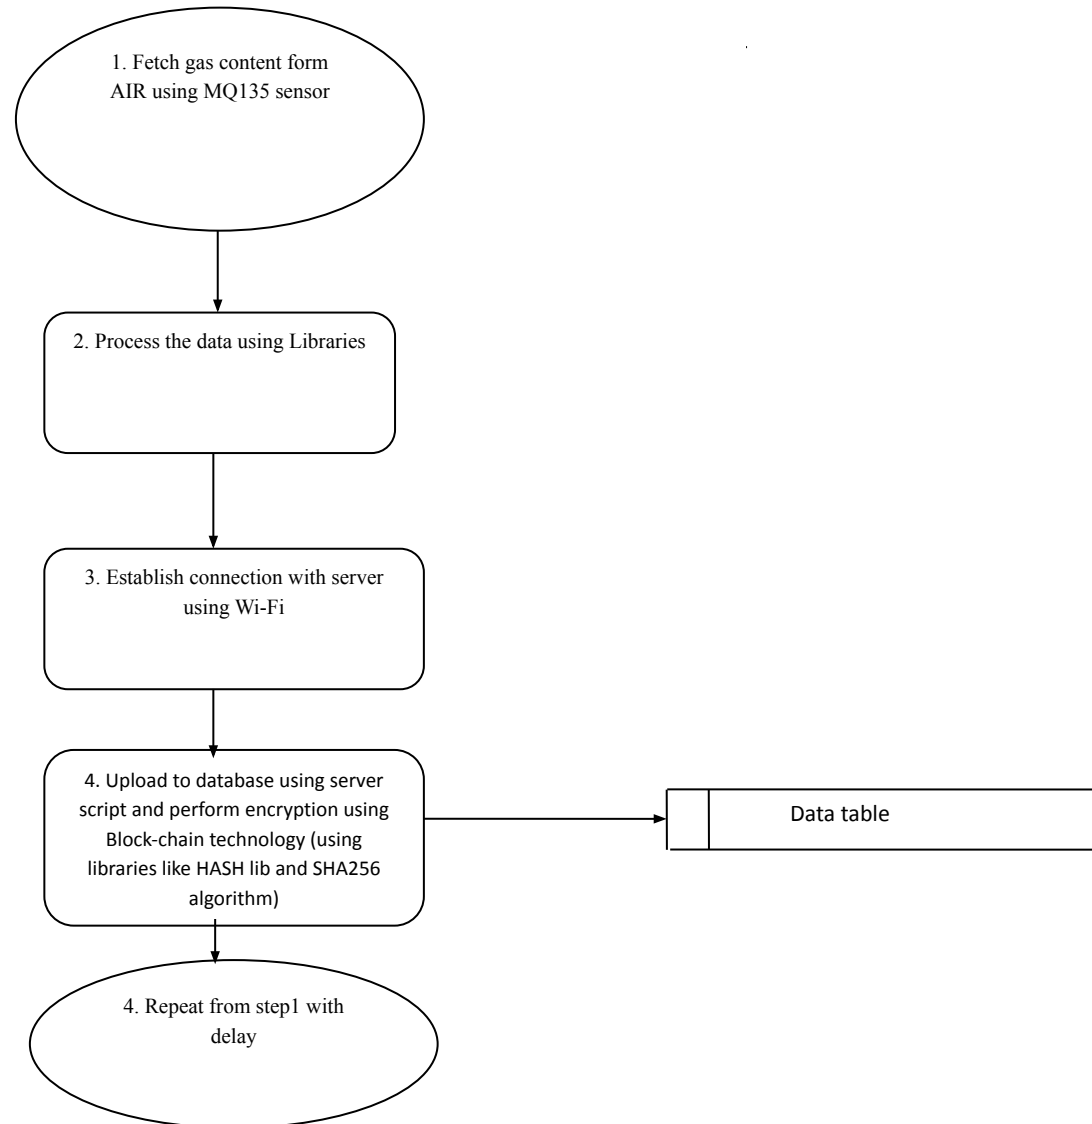 1. Fetch gas content form
AIR using MQ135 sensor
2. Process the data using Libraries
3. Establish connection with server
using Wi-Fi
4. Upload to database using server
script and perform encryption using
Block-chain technology (using
libraries like HASH lib and SHA256
algorithm)
Data table
4. Repeat from step1 with
delay